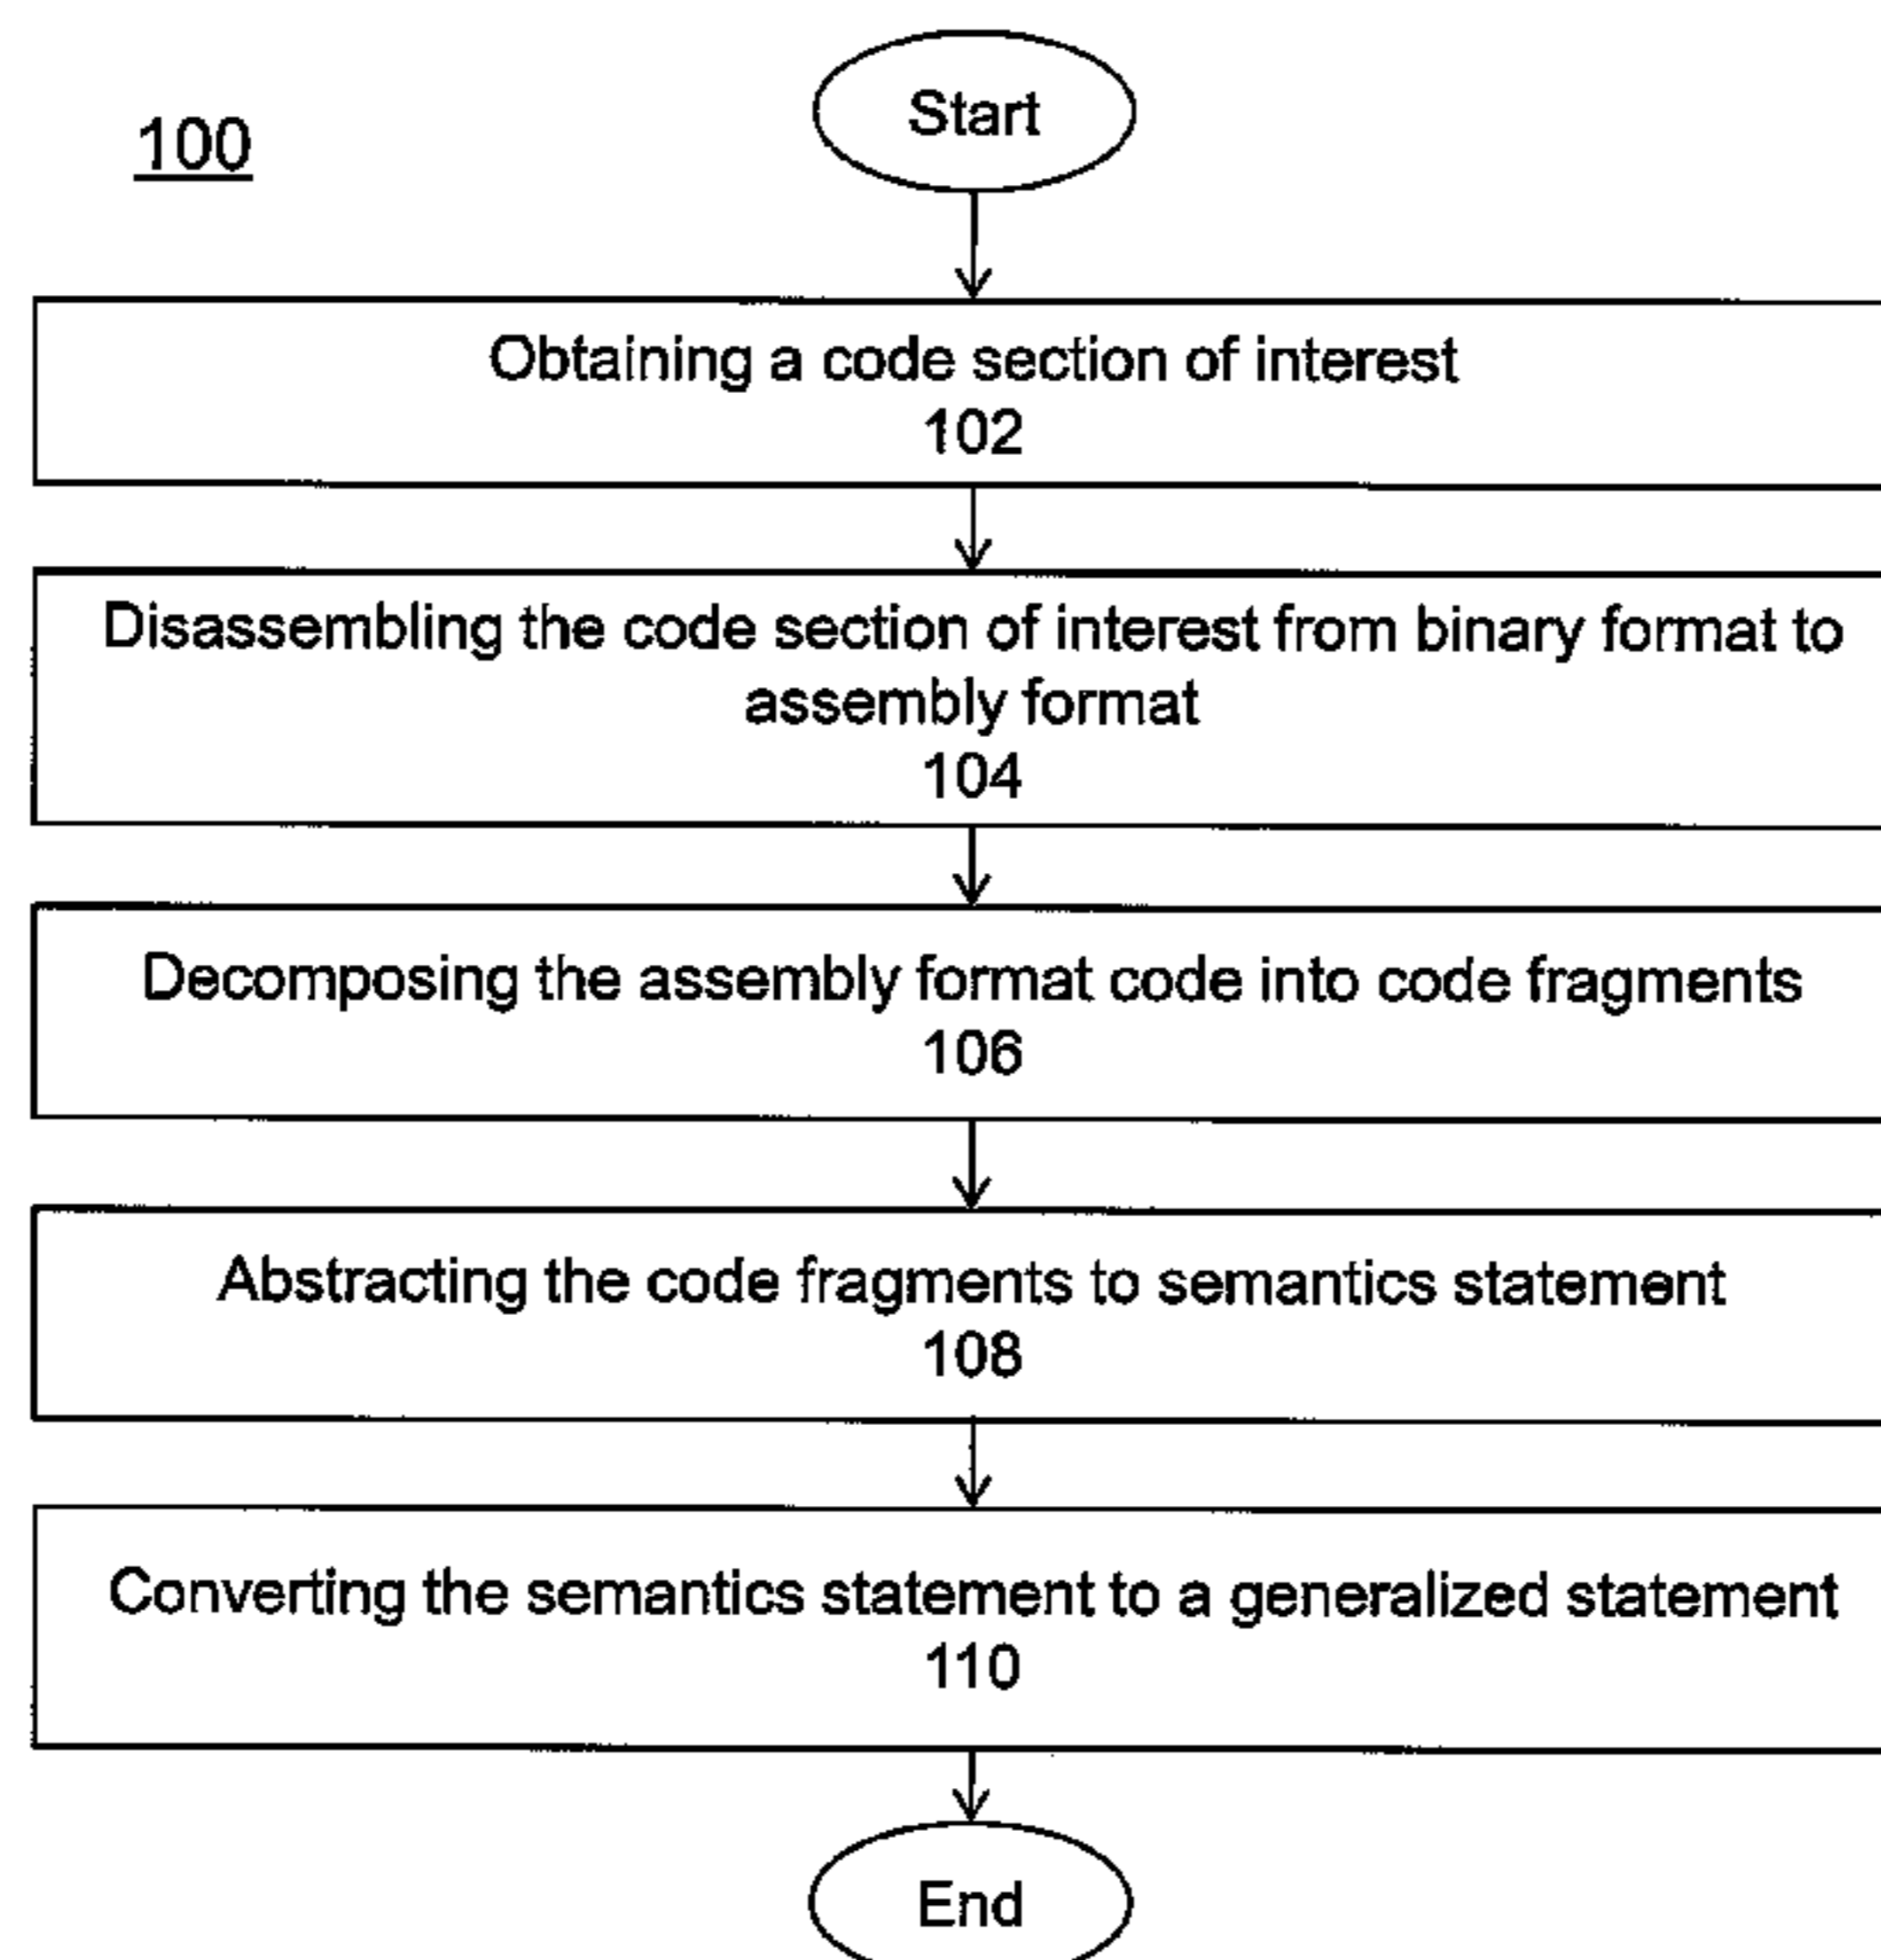 Start
100
Obtaining a code section of interest
102
Disassembling the code section of interest from binary format to
assembly format
104
Decomposing the assembly format code into code fragments
106
Abstracting the code fragments to semantics statement
108
Converting the semantics statement to a generalized statement
110
End